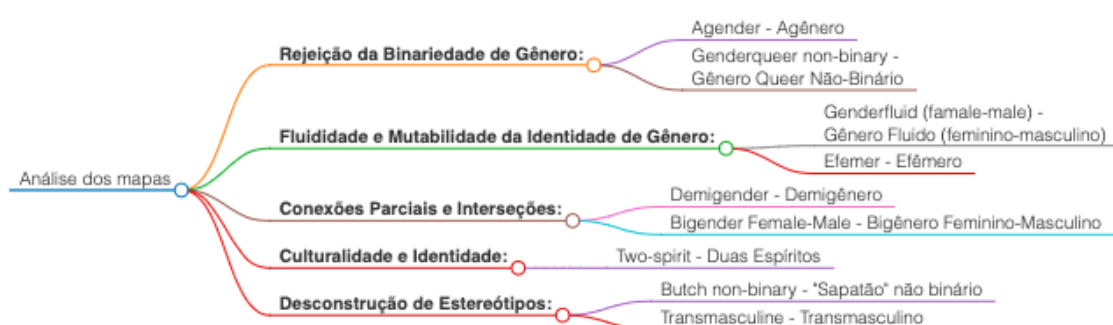 Análise dos mapas
Rejeição da Binariedade de Gênero:
Agender - Agênero
Genderqueer non-binary -
Gênero Queer Não-Binário
Fluididade e Mutabilidade da Identidade de Gênero:
Genderfluid (famale-male) -
Gênero Fluido (feminino-masculino)
Efemer - Efêmero
Conexões Parciais e Interseções:
Demigender - Demigênero
Bigender Female-Male - Bigênero Feminino-Masculino
Culturalidade e Identidade:
Two-spirit - Duas Espíritos
Desconstrução de Estereótipos:
Butch non-binary - "Sapatão" não binário
Transmasculine - Transmasculino